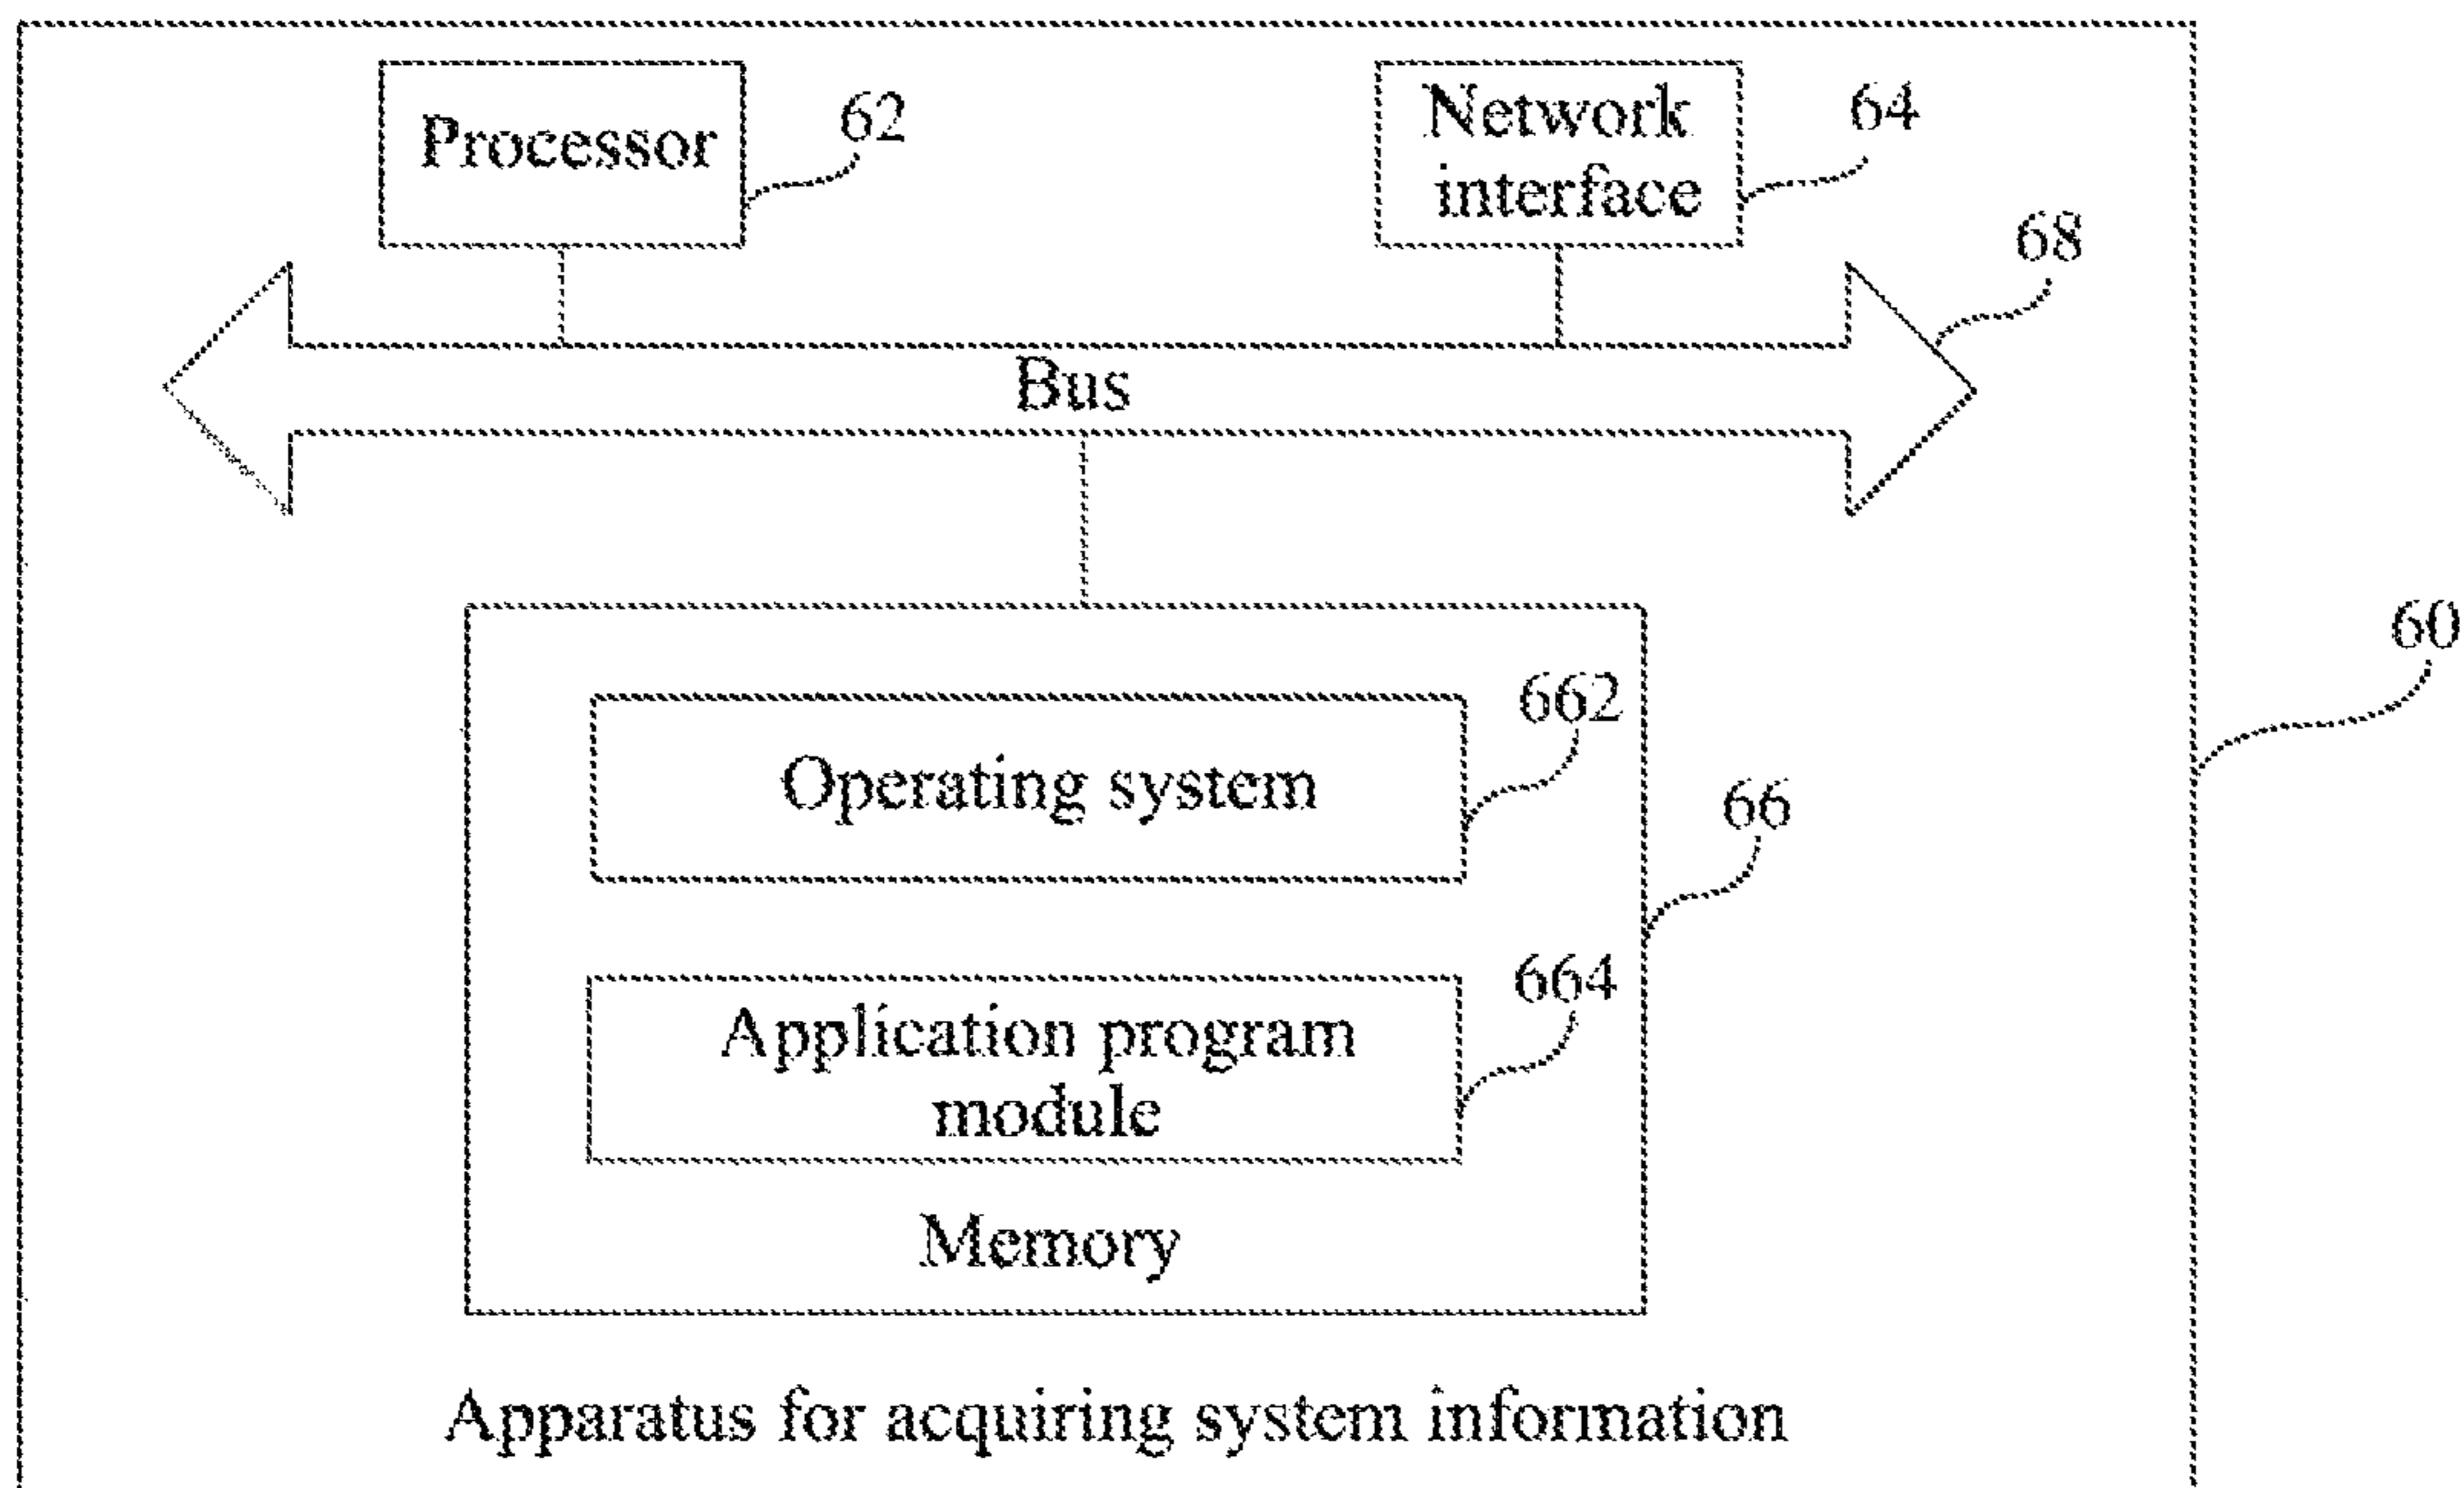 Processor
62
Network
interface
64
68
Bus
60
662
Operating system
66
664
Application program
module
Memory
Apparatus for acquiring system information